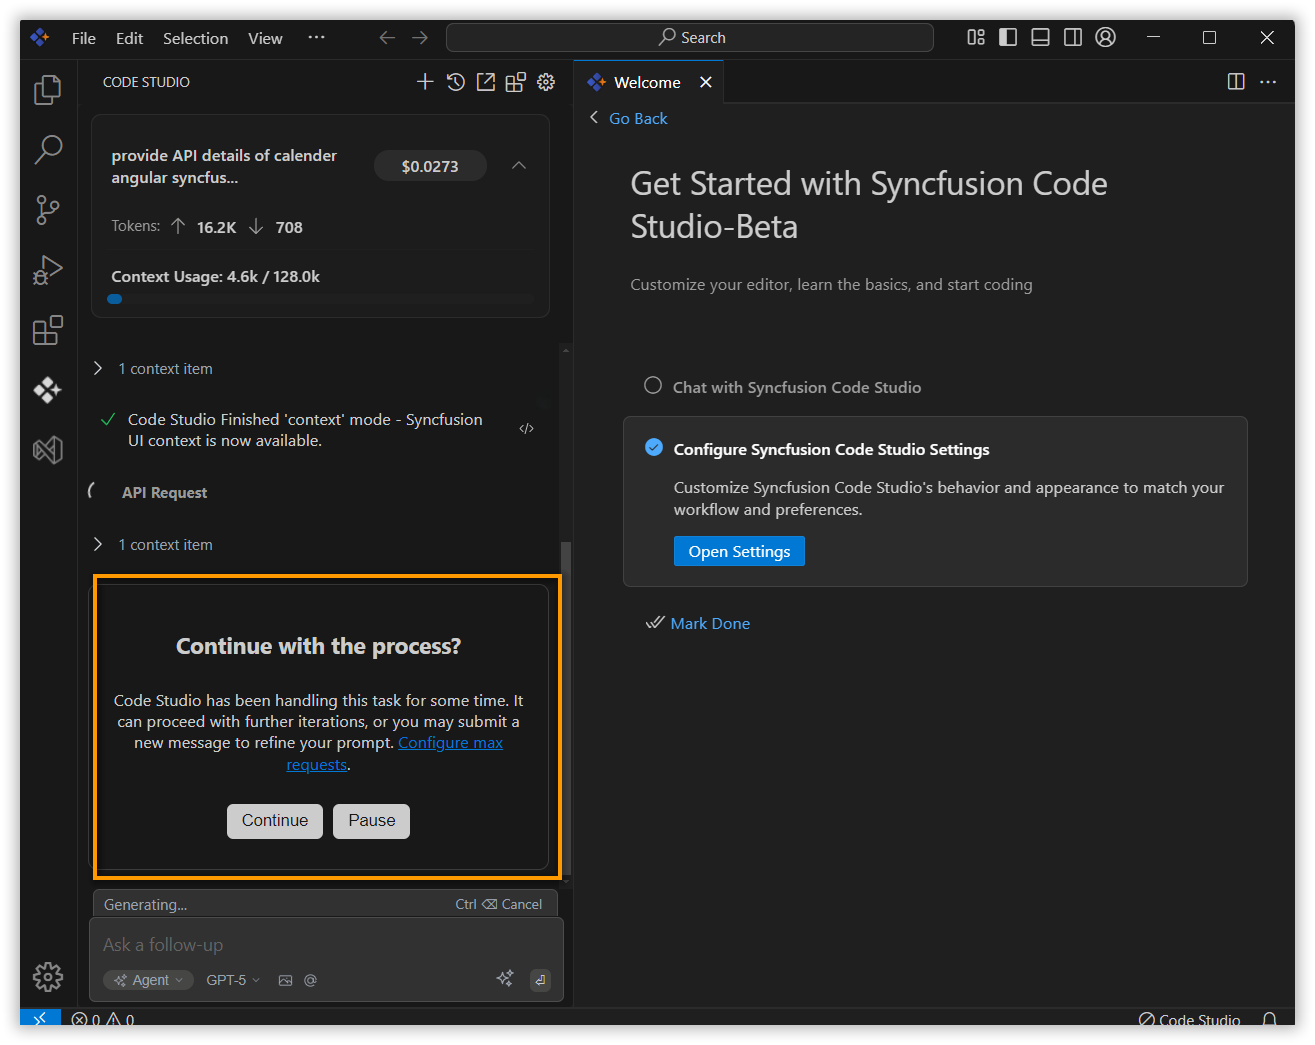 File Edit Selection View ···
Search
CODE STUDIO
Welcome
Go Back
provide API details of calender
angular syncfus...
$0.0273
Tokens: ↑ 16.2K ↓ 708
Context Usage: 4.6k / 128.0k
1 context item
Code Studio Finished 'context' mode - Syncfusion
UI context is now available.
API Request
1 context item
Continue with the process?
Code Studio has been handling this task for some time. It
can proceed with further iterations, or you may submit a
new message to refine your prompt. Configure max
requests.
Continue Pause
Generating... Ctrl ⌫ Cancel
Ask a follow-up
Agent GPT-5 @
Get Started with Syncfusion Code
Studio-Beta
Customize your editor, learn the basics, and start coding
Chat with Syncfusion Code Studio
Configure Syncfusion Code Studio Settings
Customize Syncfusion Code Studio's behavior and appearance to match your
workflow and preferences.
Open Settings
Mark Done
0 0 Code Studio